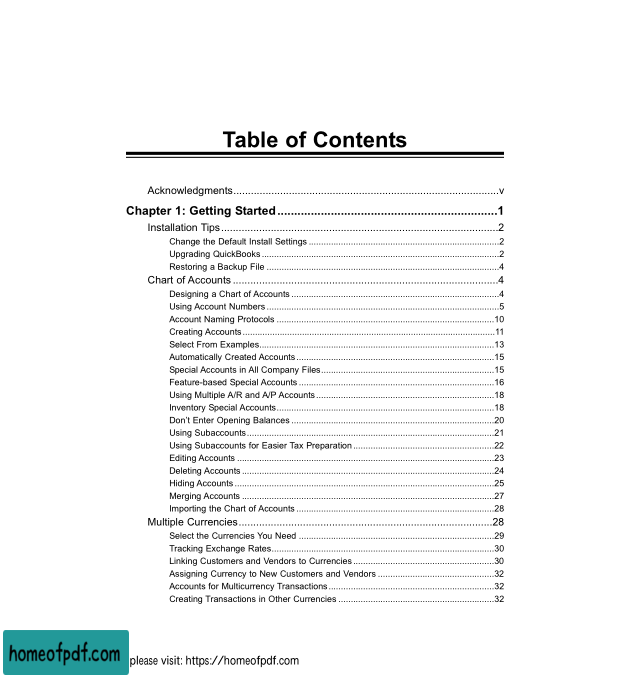 Table of Contents
Acknowledgments..........................................................................................v
Chapter 1: Getting Started..................................................................1
Installation Tips..............................................................................................2
Change the Default Install Settings............................................................................2
Upgrading QuickBooks..............................................................................................2
Restoring a Backup File............................................................................................4
Chart of Accounts..........................................................................................4
Designing a Chart of Accounts...................................................................................4
Using Account Numbers............................................................................................5
Account Naming Protocols.......................................................................................10
Creating Accounts...................................................................................................11
Select From Examples.............................................................................................13
Automatically Created Accounts................................................................................15
Special Accounts in All Company Files......................................................................15
Feature-based Special Accounts...............................................................................16
Using Multiple A/R and A/P Accounts........................................................................18
Inventory Special Accounts......................................................................................18
Don't Enter Opening Balances..................................................................................20
Using Subaccounts..................................................................................................21
Using Subaccounts for Easier Tax Preparation..........................................................22
Editing Accounts.....................................................................................................23
Deleting Accounts...................................................................................................24
Hiding Accounts......................................................................................................25
Merging Accounts...................................................................................................27
Importing the Chart of Accounts................................................................................28
Multiple Currencies.......................................................................................28
Select the Currencies You Need...............................................................................29
Tracking Exchange Rates.........................................................................................30
Linking Customers and Vendors to Currencies..........................................................30
Assigning Currency to New Customers and Vendors..................................................32
Accounts for Multicurrency Transactions...................................................................32
Creating Transactions in Other Currencies................................................................32
homeofpdf.com please visit: https://homeofpdf.com